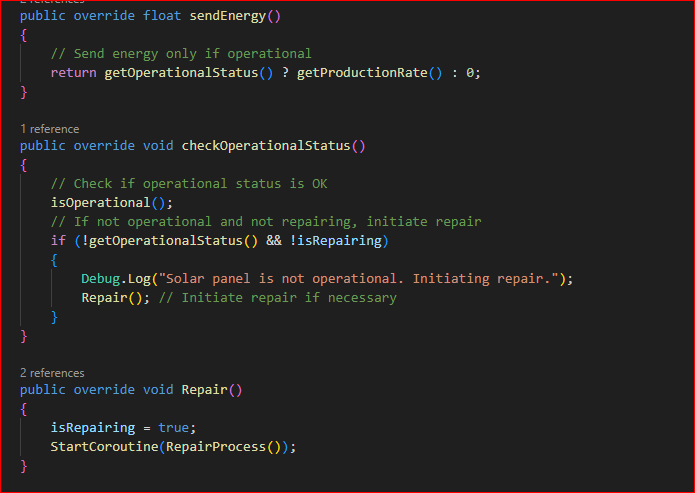 2 references
public override float sendEnergy()
{
// Send energy only if operational
return getOperationalStatus() ? getProductionRate() : 0;
}
1 reference
public override void checkOperationalStatus()
{
// Check if operational status is OK
isOperational();
// If not operational and not repairing, initiate repair
if (!getOperationalStatus() && !isRepairing)
{
Debug.Log("Solar panel is not operational. Initiating repair.");
Repair(); // Initiate repair if necessary
}
}
2 references
public override void Repair()
{
isRepairing = true;
StartCoroutine(RepairProcess());
}